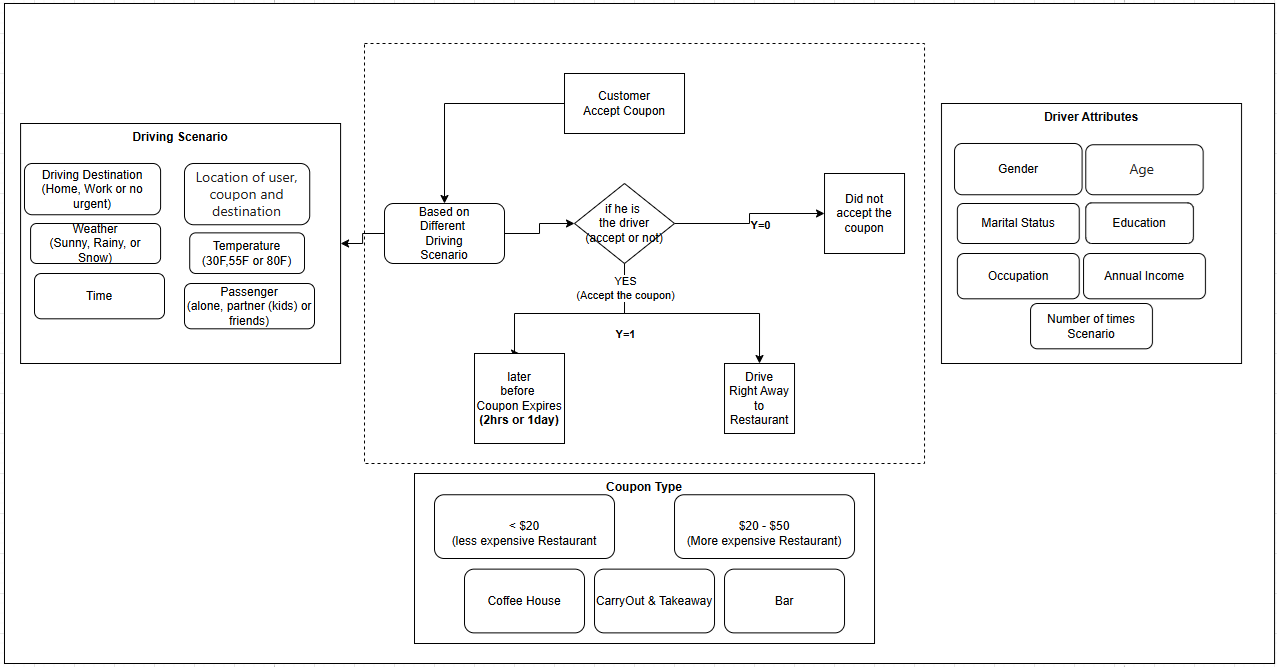 Driving Scenario
Driving Destination
(Home, Work or no
urgent)
Location of user,
coupon and
destination
Weather
(Sunny, Rainy, or
Snow)
Temperature
(30F,55F or 80F)
Time
Passenger
(alone, partner (kids) or
friends)
Customer
Accept Coupon
Based on
Different
Driving
Scenario
if he is
the driver
(accept or not)
Y=0
Did not
accept the
coupon
YES
(Accept the coupon)
Y=1
later
before
Coupon Expires
(2hrs or 1day)
Drive
Right Away
to
Restaurant
Driver Attributes
Gender
Age
Marital Status
Education
Occupation
Annual Income
Number of times
Scenario
Coupon Type
< $20
(less expensive Restaurant
$20 - $50
(More expensive Restaurant)
Coffee House
CarryOut & Takeaway
Bar